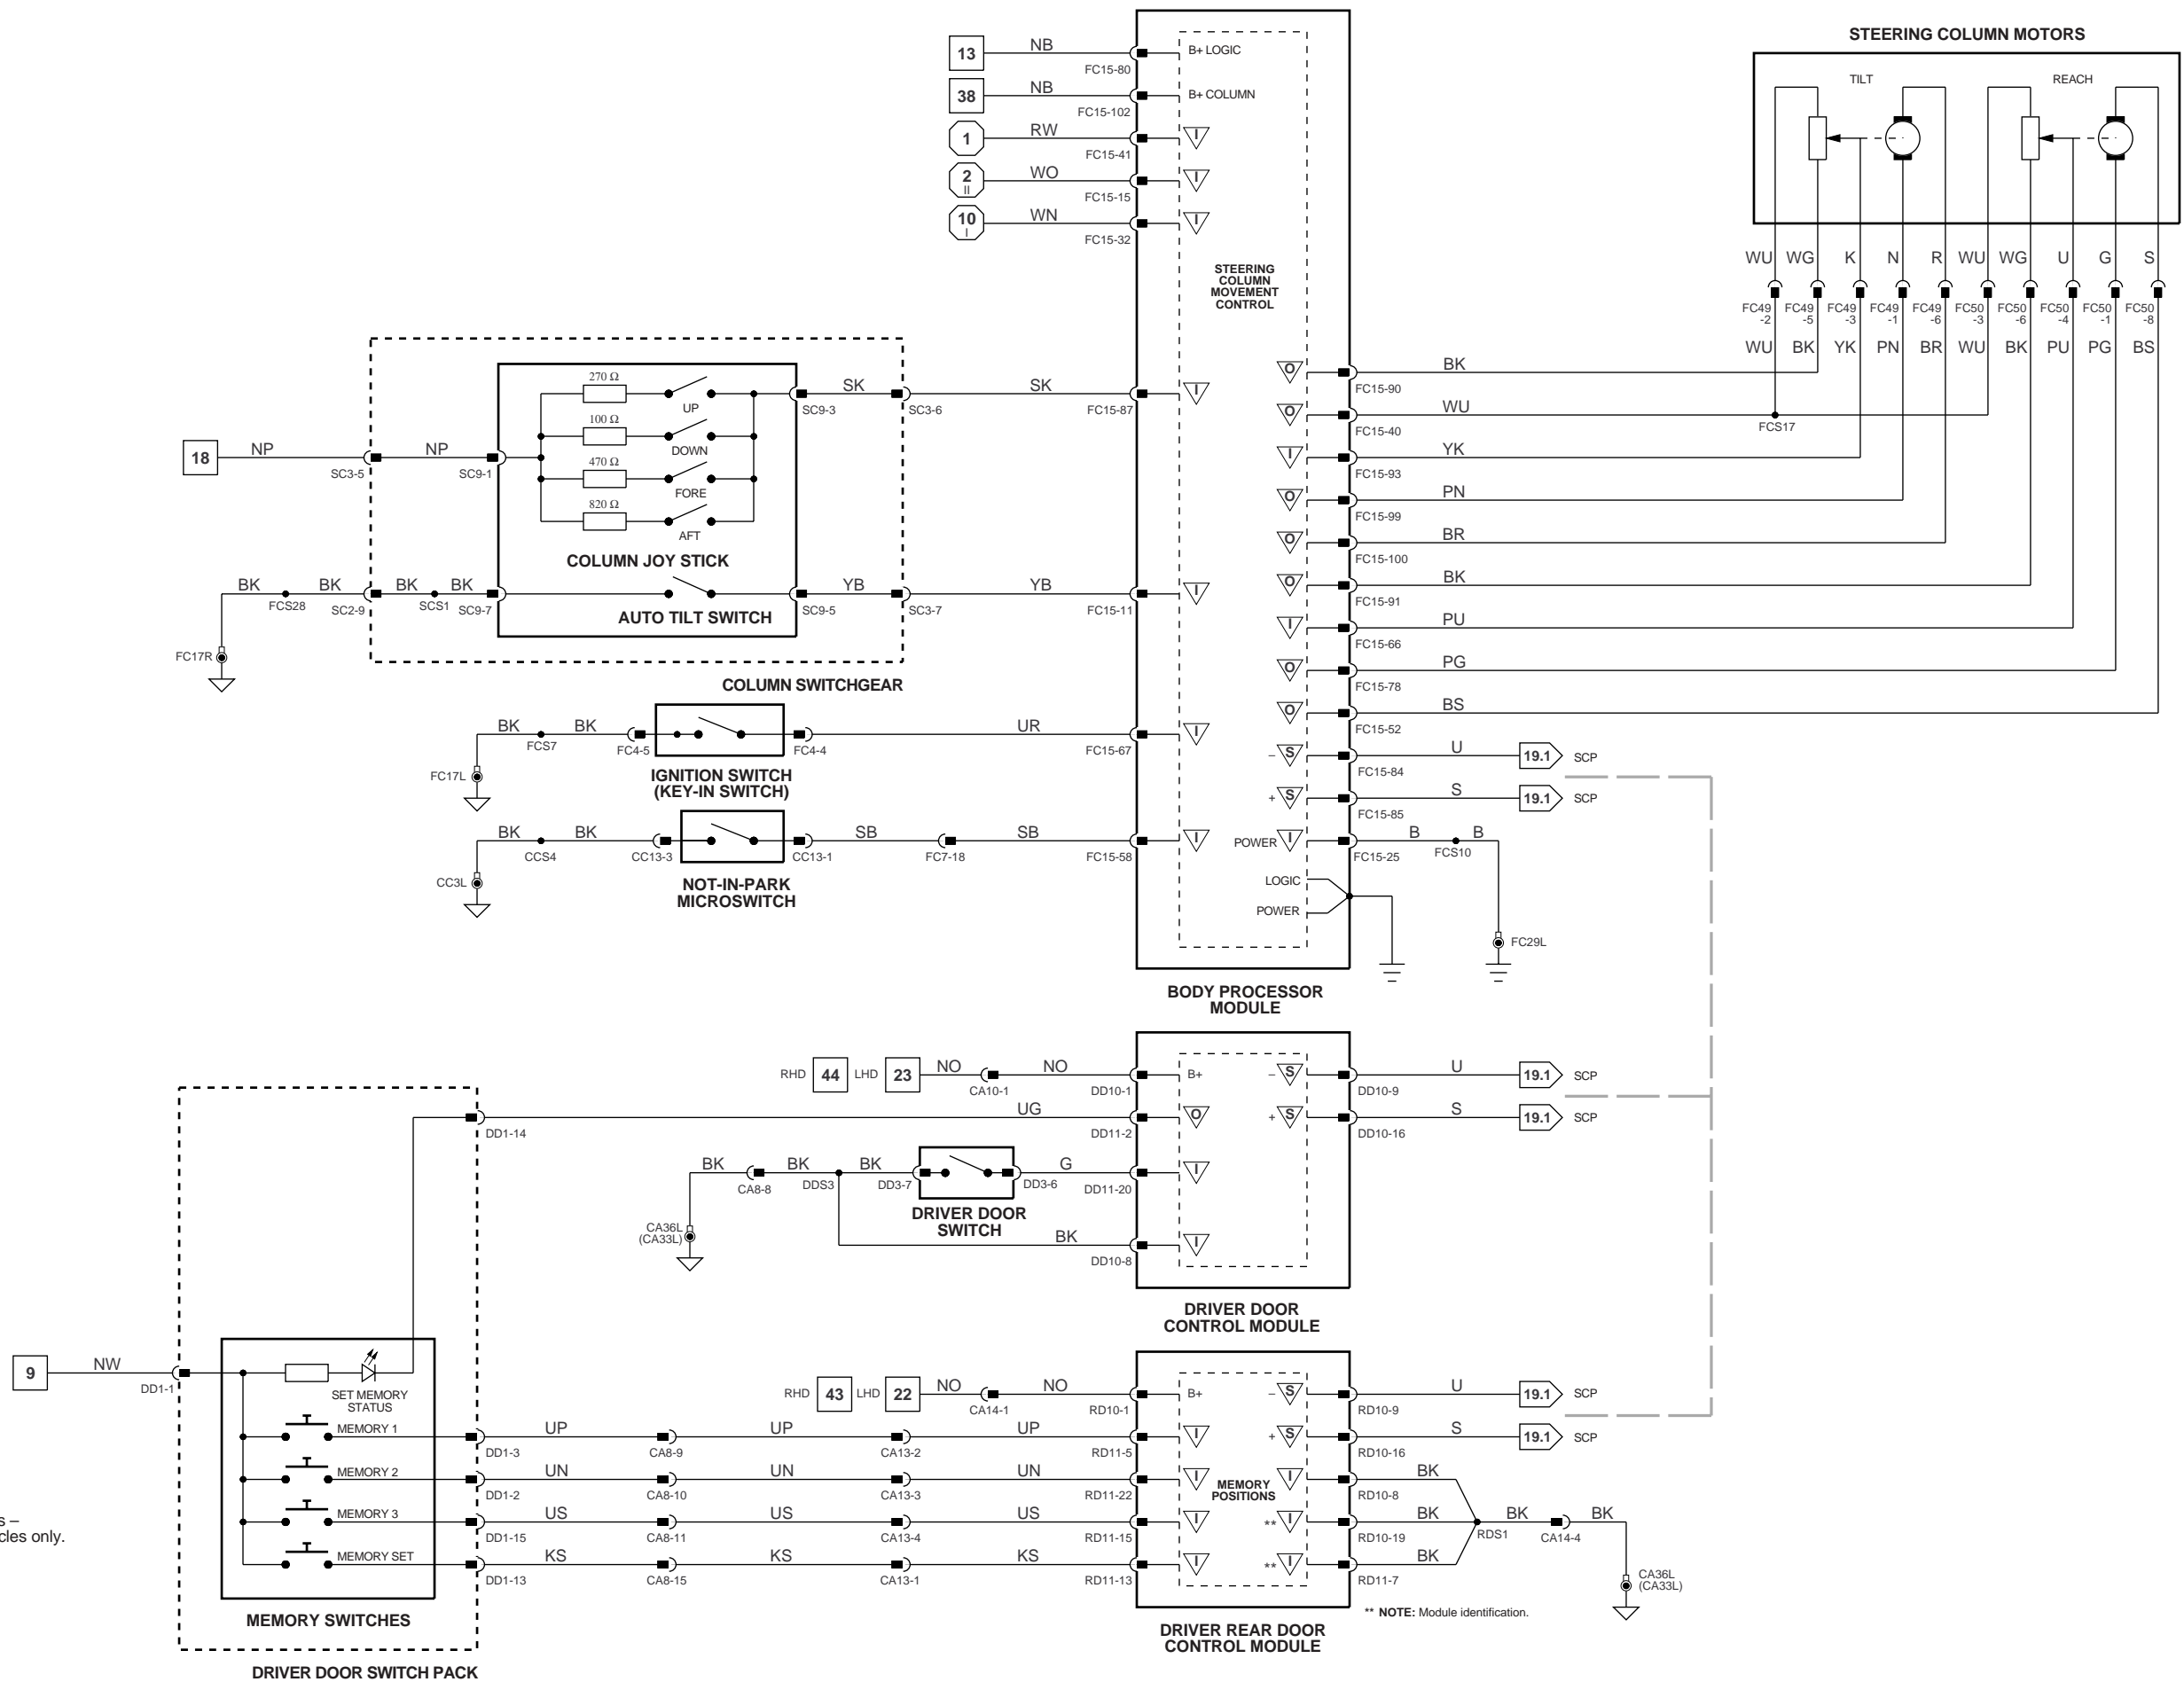 STEERING COLUMN MOTORS
TILT
REACH
13 NB FC15-80 B+ LOGIC
38 NB FC15-102 B+ COLUMN
1 RW FC15-41 I
2 II WO FC15-15 I
10 I WN FC15-32 I
STEERING
COLUMN
MOVEMENT
CONTROL
WU WG K N R WU WG U G S
FC49 FC49 FC49 FC49 FC49 FC50 FC50 FC50 FC50 FC50
-2 -5 -3 -1 -6 -3 -6 -4 -1 -8
WU BK YK PN BR WU BK PU PG BS
O FC15-90 BK
O FC15-40 WU FCS17
I FC15-93 YK
O FC15-99 PN
O FC15-100 BR
O FC15-91 BK
I FC15-66 PU
O FC15-78 PG
O FC15-52 BS
– S FC15-84 U 19.1 SCP
+ S FC15-85 S 19.1 SCP
POWER I FC15-25 B FCS10 B
LOGIC
POWER
FC29L
270 Ω
UP
100 Ω
DOWN
470 Ω
FORE
820 Ω
AFT
SC9-3 SK SC3-6 SK FC15-87 I
18 NP SC3-5 NP SC9-1
COLUMN JOY STICK
BK FCS28 BK SC2-9 BK SCS1 BK SC9-7
SC9-5 YB SC3-7 YB FC15-11 I
AUTO TILT SWITCH
FC17R
COLUMN SWITCHGEAR
BK FCS7 BK FC4-5 FC4-4 UR FC15-67 I
FC17L
IGNITION SWITCH
(KEY-IN SWITCH)
BK CCS4 BK CC13-3 CC13-1 SB FC7-18 SB FC15-58 I
CC3L
NOT-IN-PARK
MICROSWITCH
BODY PROCESSOR
MODULE
RHD 44 LHD 23 NO CA10-1 NO DD10-1 B+
– S DD10-9 U 19.1 SCP
DD1-14 UG DD11-2 O
+ S DD10-16 S 19.1 SCP
BK CA8-8 BK DDS3 BK DD3-7 DD3-6 G DD11-20 I
DRIVER DOOR
SWITCH
CA36L
(CA33L)
BK DD10-8 I
DRIVER DOOR
CONTROL MODULE
9 NW DD1-1
SET MEMORY
STATUS
RHD 43 LHD 22 NO CA14-1 NO RD10-1 B+
– S RD10-9 U 19.1 SCP
MEMORY 1 DD1-3 UP CA8-9 UP CA13-2 UP RD11-5 I
+ S RD10-16 S 19.1 SCP
MEMORY 2 DD1-2 UN CA8-10 UN CA13-3 UN RD11-22 I
MEMORY
POSITIONS
I RD10-8 BK
MEMORY 3 DD1-15 US CA8-11 US CA13-4 US RD11-15 I
** I RD10-19 BK RDS1 BK CA14-4 BK
MEMORY SET DD1-13 KS CA8-15 KS CA13-1 KS RD11-13 I
** I RD11-7 BK
CA36L
(CA33L)
s –
cles only.
MEMORY SWITCHES
** NOTE: Module identification.
DRIVER REAR DOOR
CONTROL MODULE
DRIVER DOOR SWITCH PACK